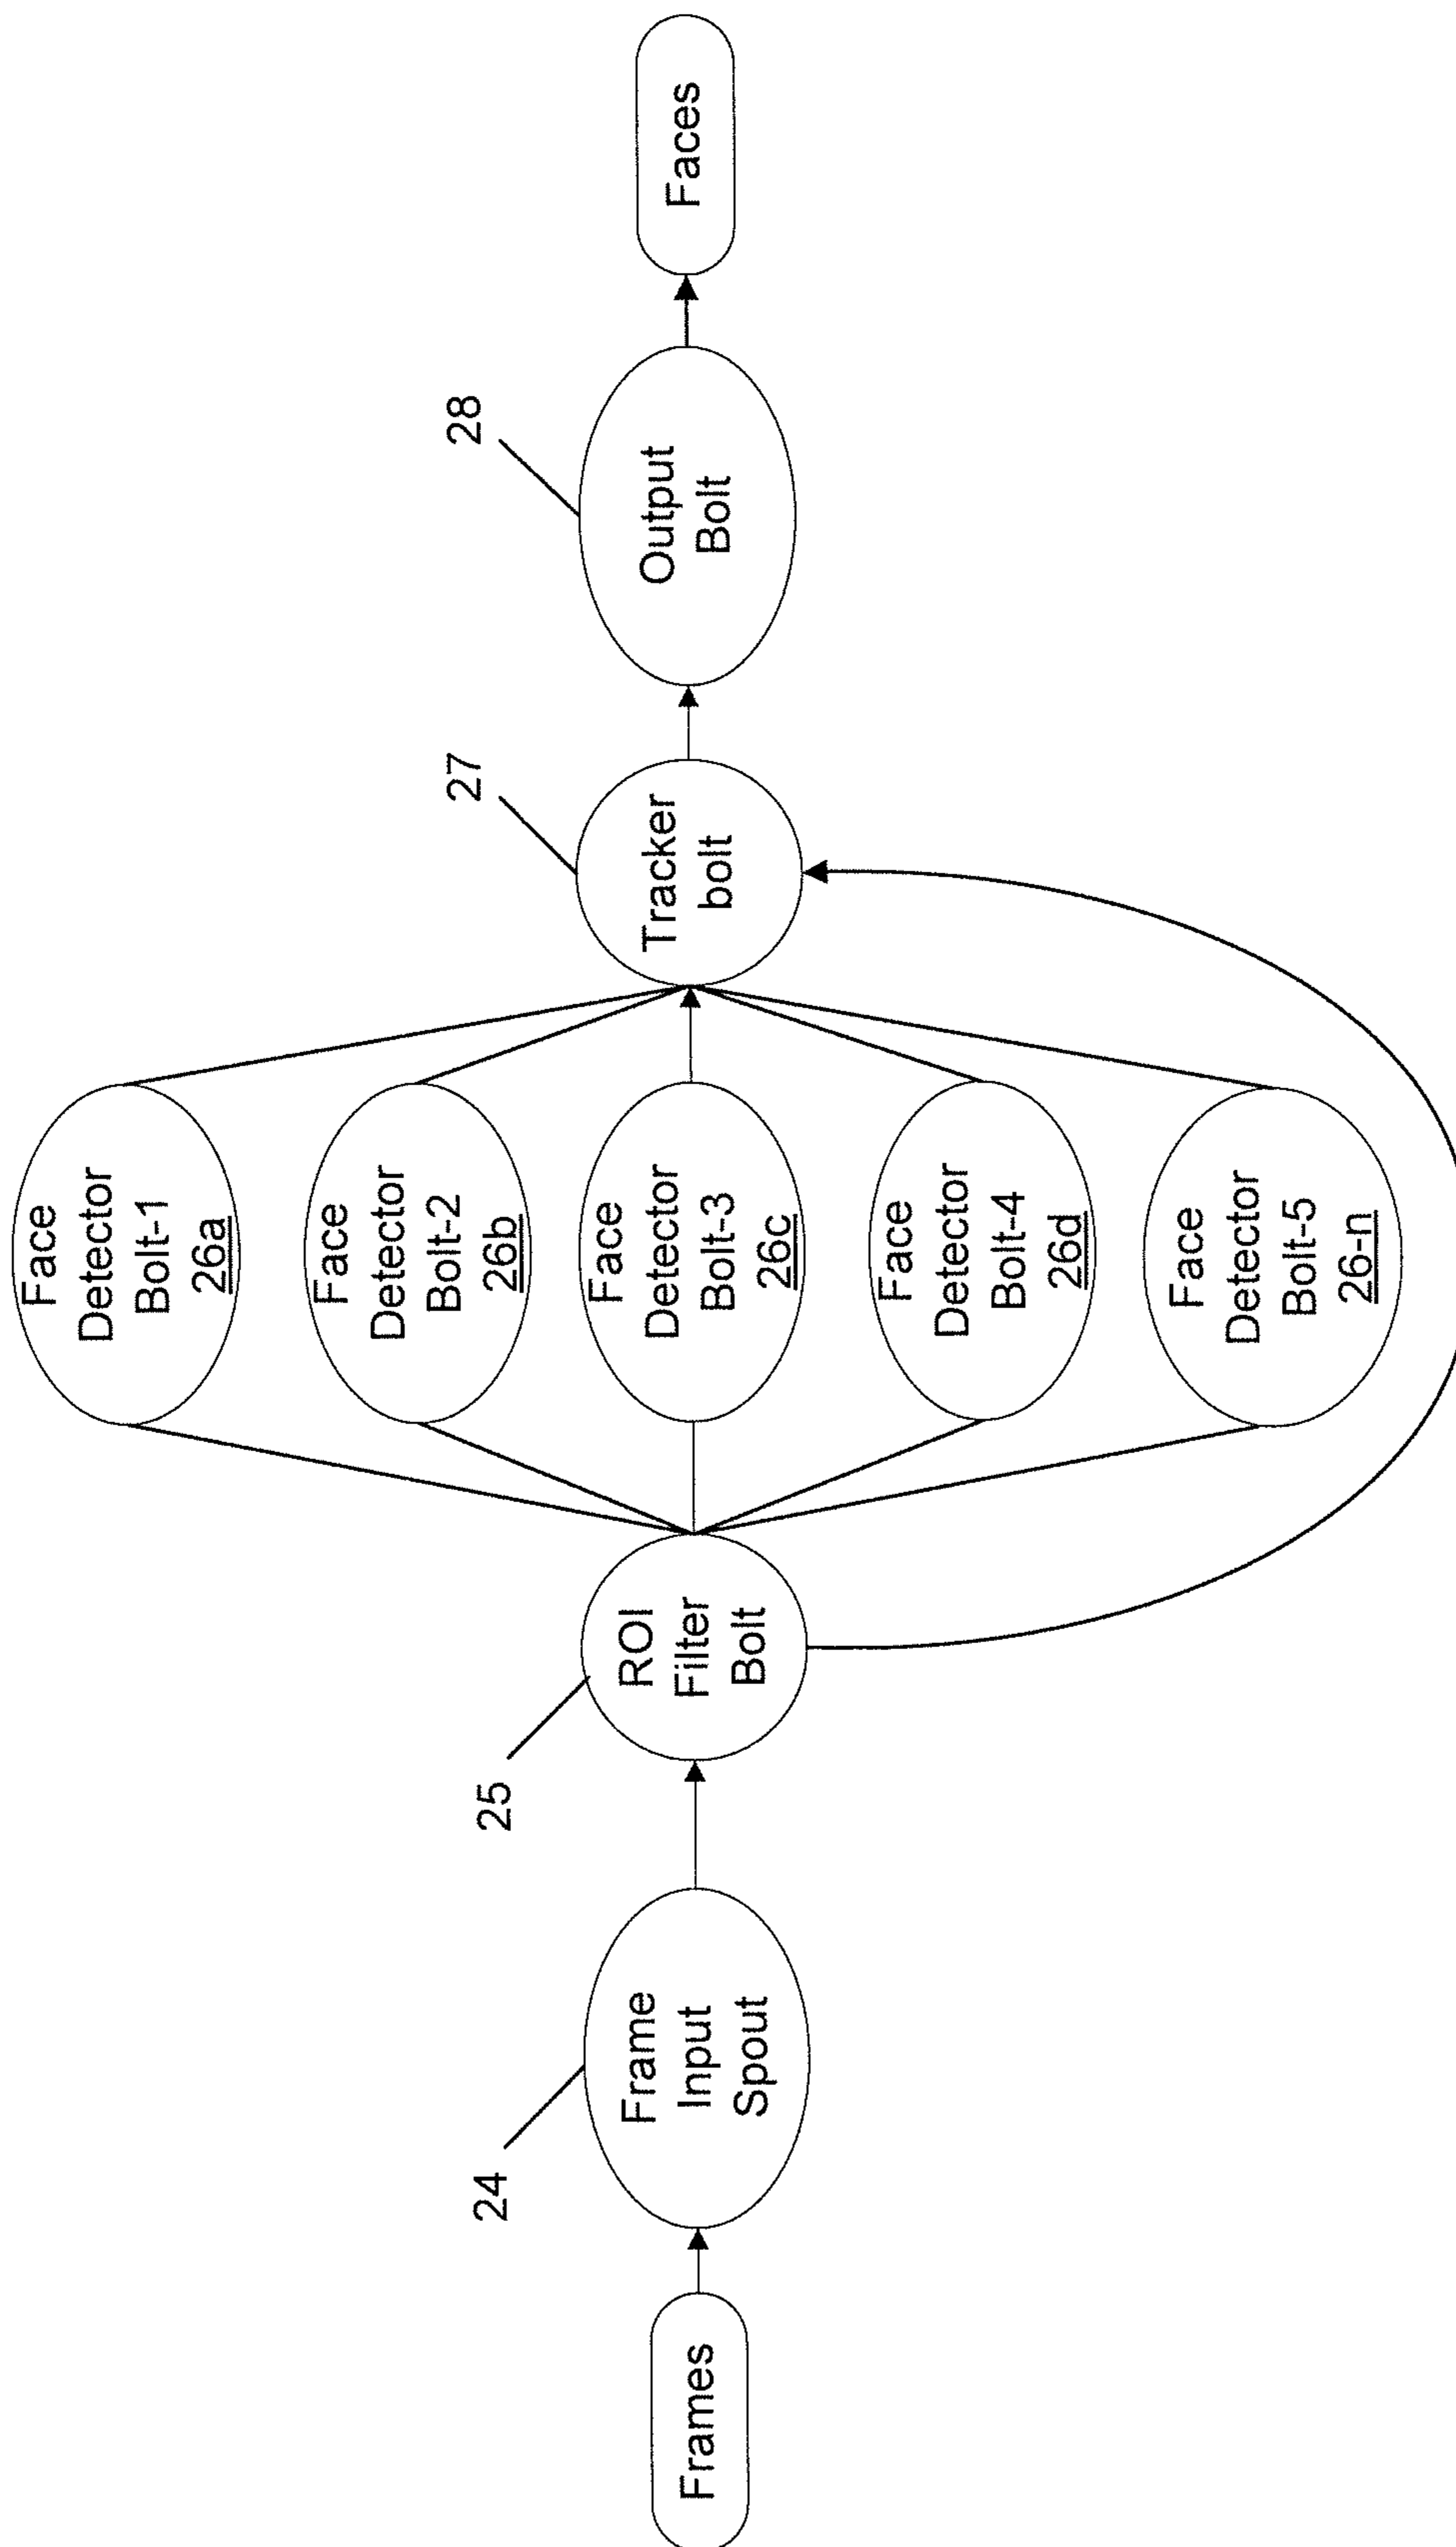 Frames
24
Frame
Input
Spout
25
ROI
Filter
Bolt
Face
Detector
Bolt-1
26a
Face
Detector
Bolt-2
26b
Face
Detector
Bolt-3
26c
Face
Detector
Bolt-4
26d
Face
Detector
Bolt-5
26-n
27
Tracker
bolt
28
Output
Bolt
Faces